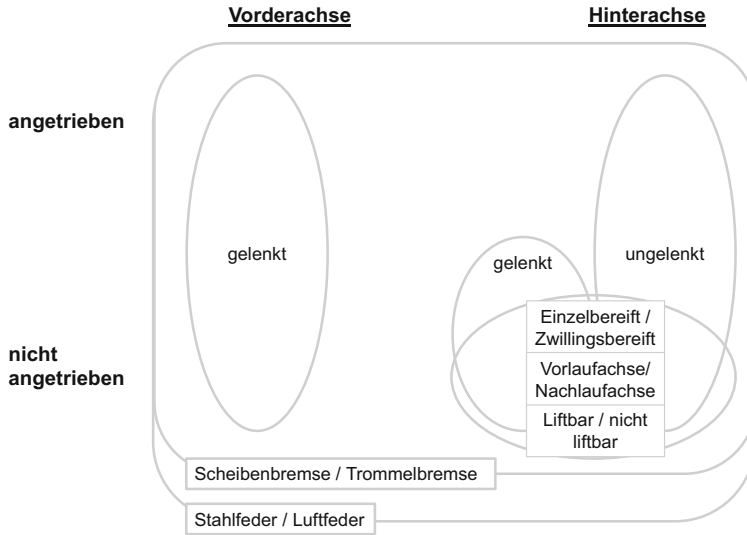 Vorderachse
Hinterachse
angetrieben
gelenkt
gelenkt
ungelenkt
nicht
angetrieben
Einzelbereift /
Zwillingsbereift
Vorlaufachse/
Nachlaufachse
Liftbar / nicht
liftbar
Scheibenbremse / Trommelbremse
Stahlfeder / Luftfeder